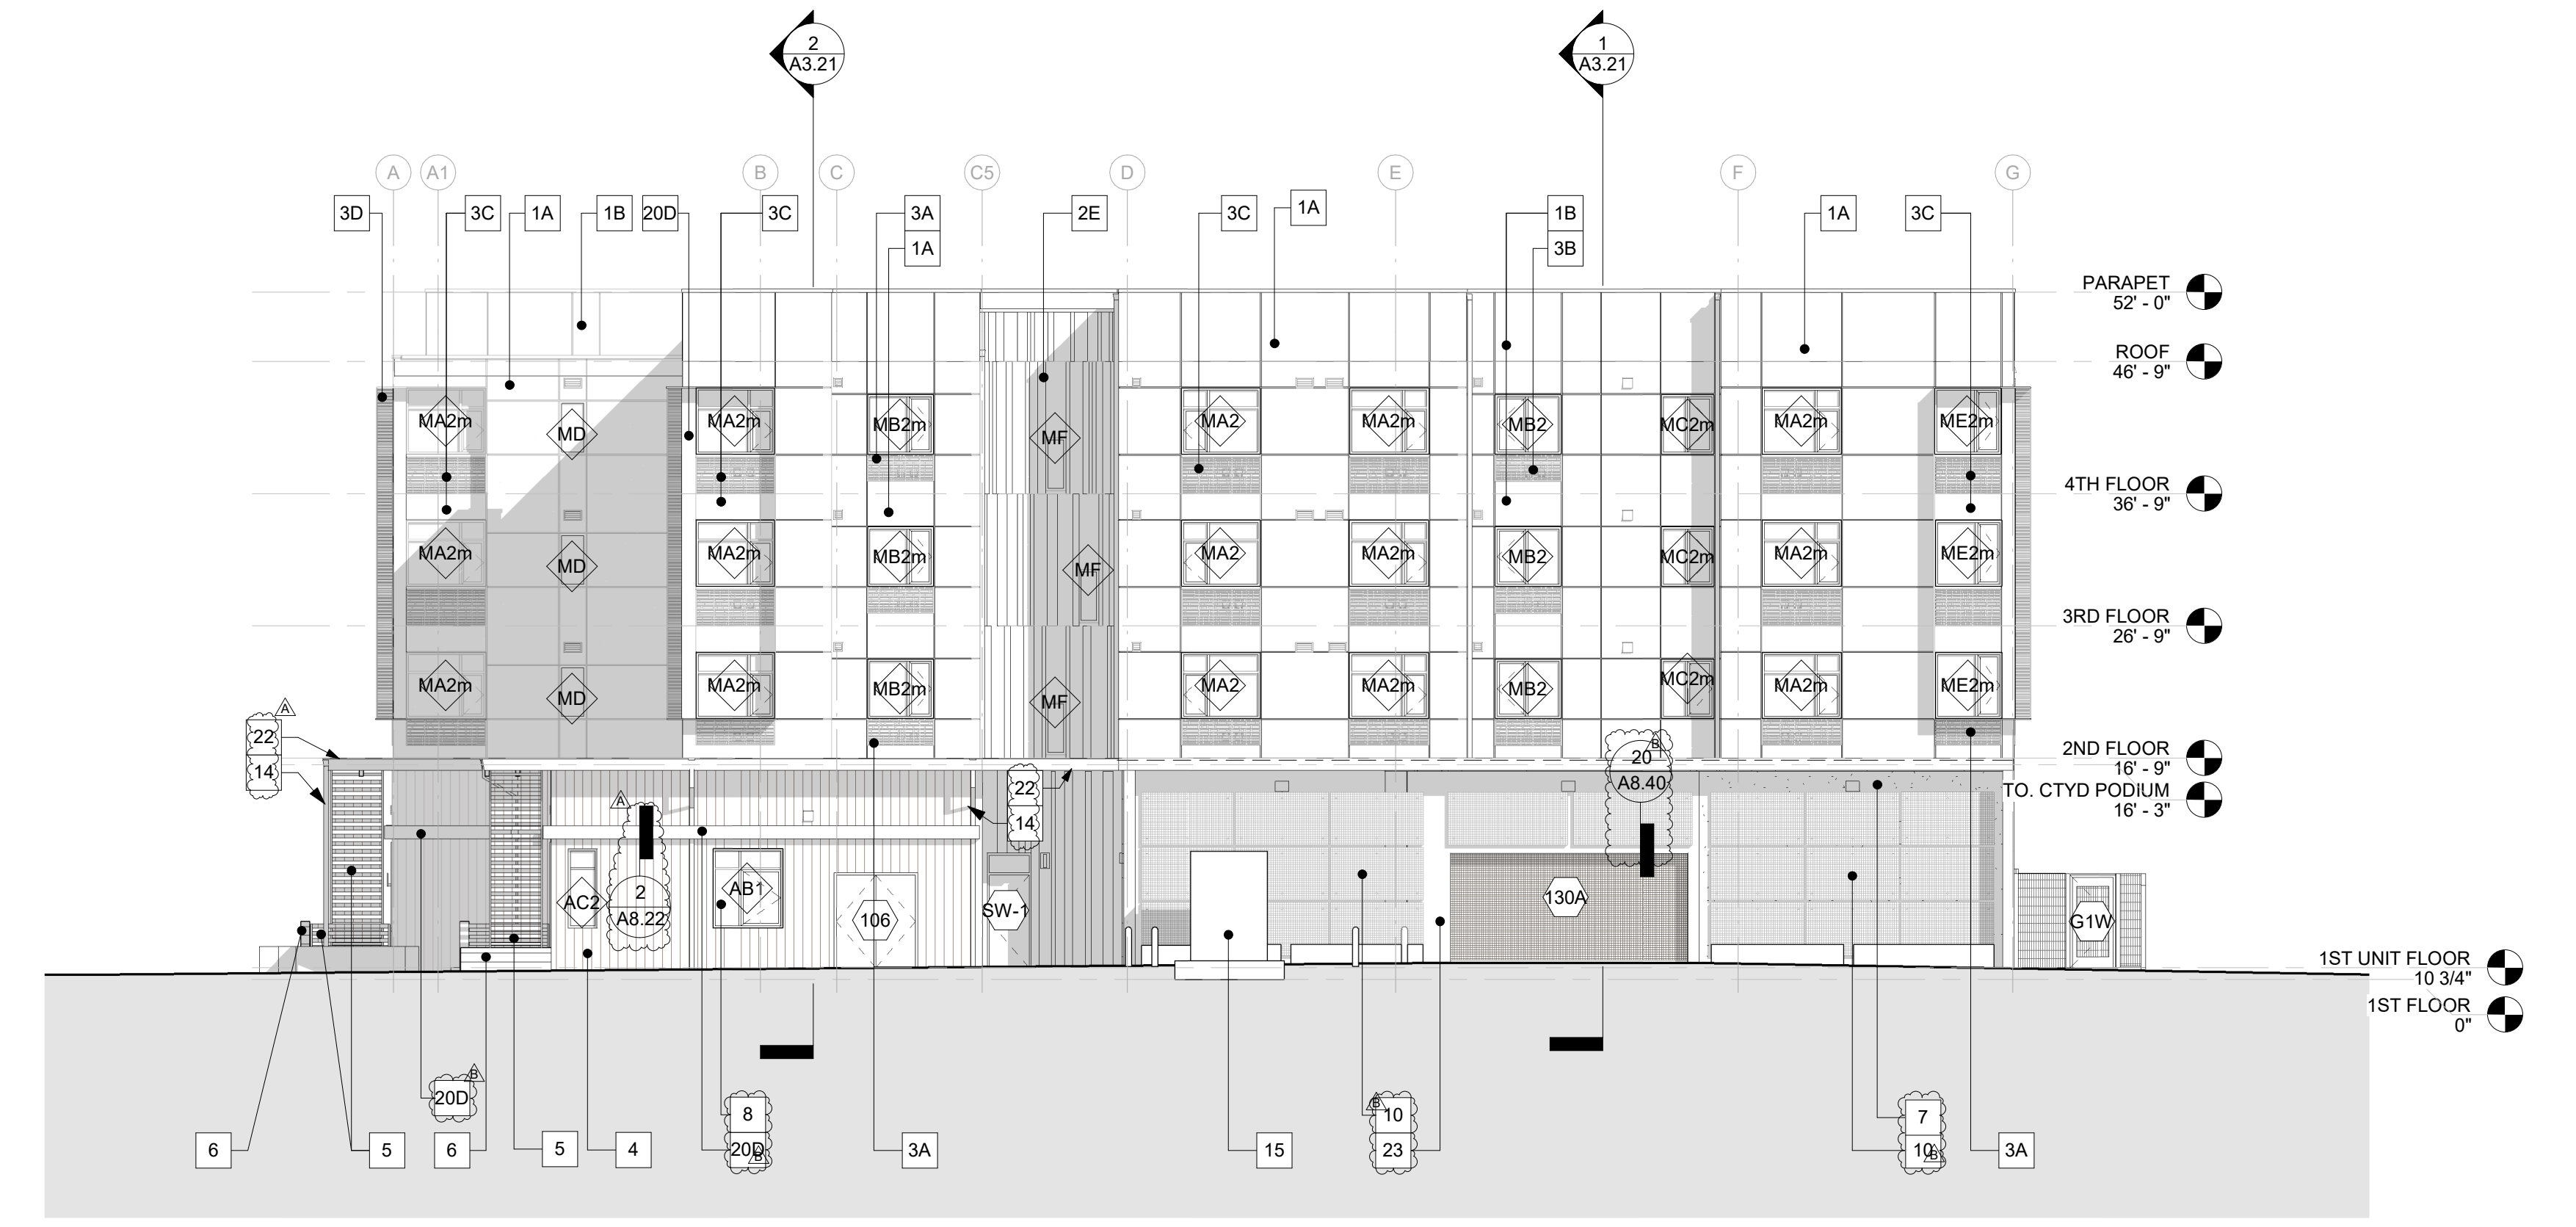 2
A3.21
1
A3.21
A
A1
B
C
C5
D
E
F
G
3D
3C
1A
1B
20D
3C
3A
1A
2E
3C
1A
1B
3B
1A
3C
PARAPET
52' - 0"
ROOF
46' - 9"
MA2m
MD
MA2m
MB2m
MF
MA2
MA2m
MB2
MC2m
MA2m
ME2m
4TH FLOOR
36' - 9"
MA2m
MD
MA2m
MB2m
MF
MA2
MA2m
MB2
MC2m
MA2m
ME2m
3RD FLOOR
26' - 9"
MA2m
MD
MA2m
MB2m
MF
MA2
MA2m
MB2
MC2m
MA2m
ME2m
A
22
14
2ND FLOOR
16' - 9"
TO. CTYD PODIUM
16' - 3"
B
20
A8.40
22
14
A
2
A8.22
AC2
AB1
106
SW-1
130A
G1W
1ST UNIT FLOOR
10 3/4"
1ST FLOOR
0"
B
20D
8
20D
B
B
10
23
7
10
B
6
5
6
5
4
3A
15
3A